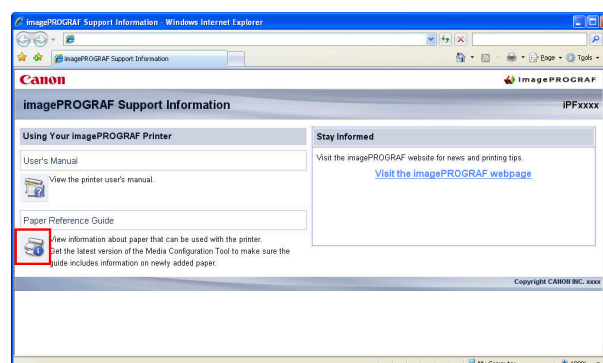 imagePROGRAF Support Information - Windows Internet Explorer
imagePROGRAF Support Information
Page
Tools
Canon
imagePROGRAF
imagePROGRAF Support Information
iPFxxxx
Using Your imagePROGRAF Printer
User's Manual
View the printer user's manual.
Paper Reference Guide
View information about paper that can be used with the printer.
Get the latest version of the Media Configuration Tool to make sure the
guide includes information on newly added paper.
Stay Informed
Visit the imagePROGRAF website for news and printing tips.
Visit the imagePROGRAF webpage
Copyright CANON INC. xxxx